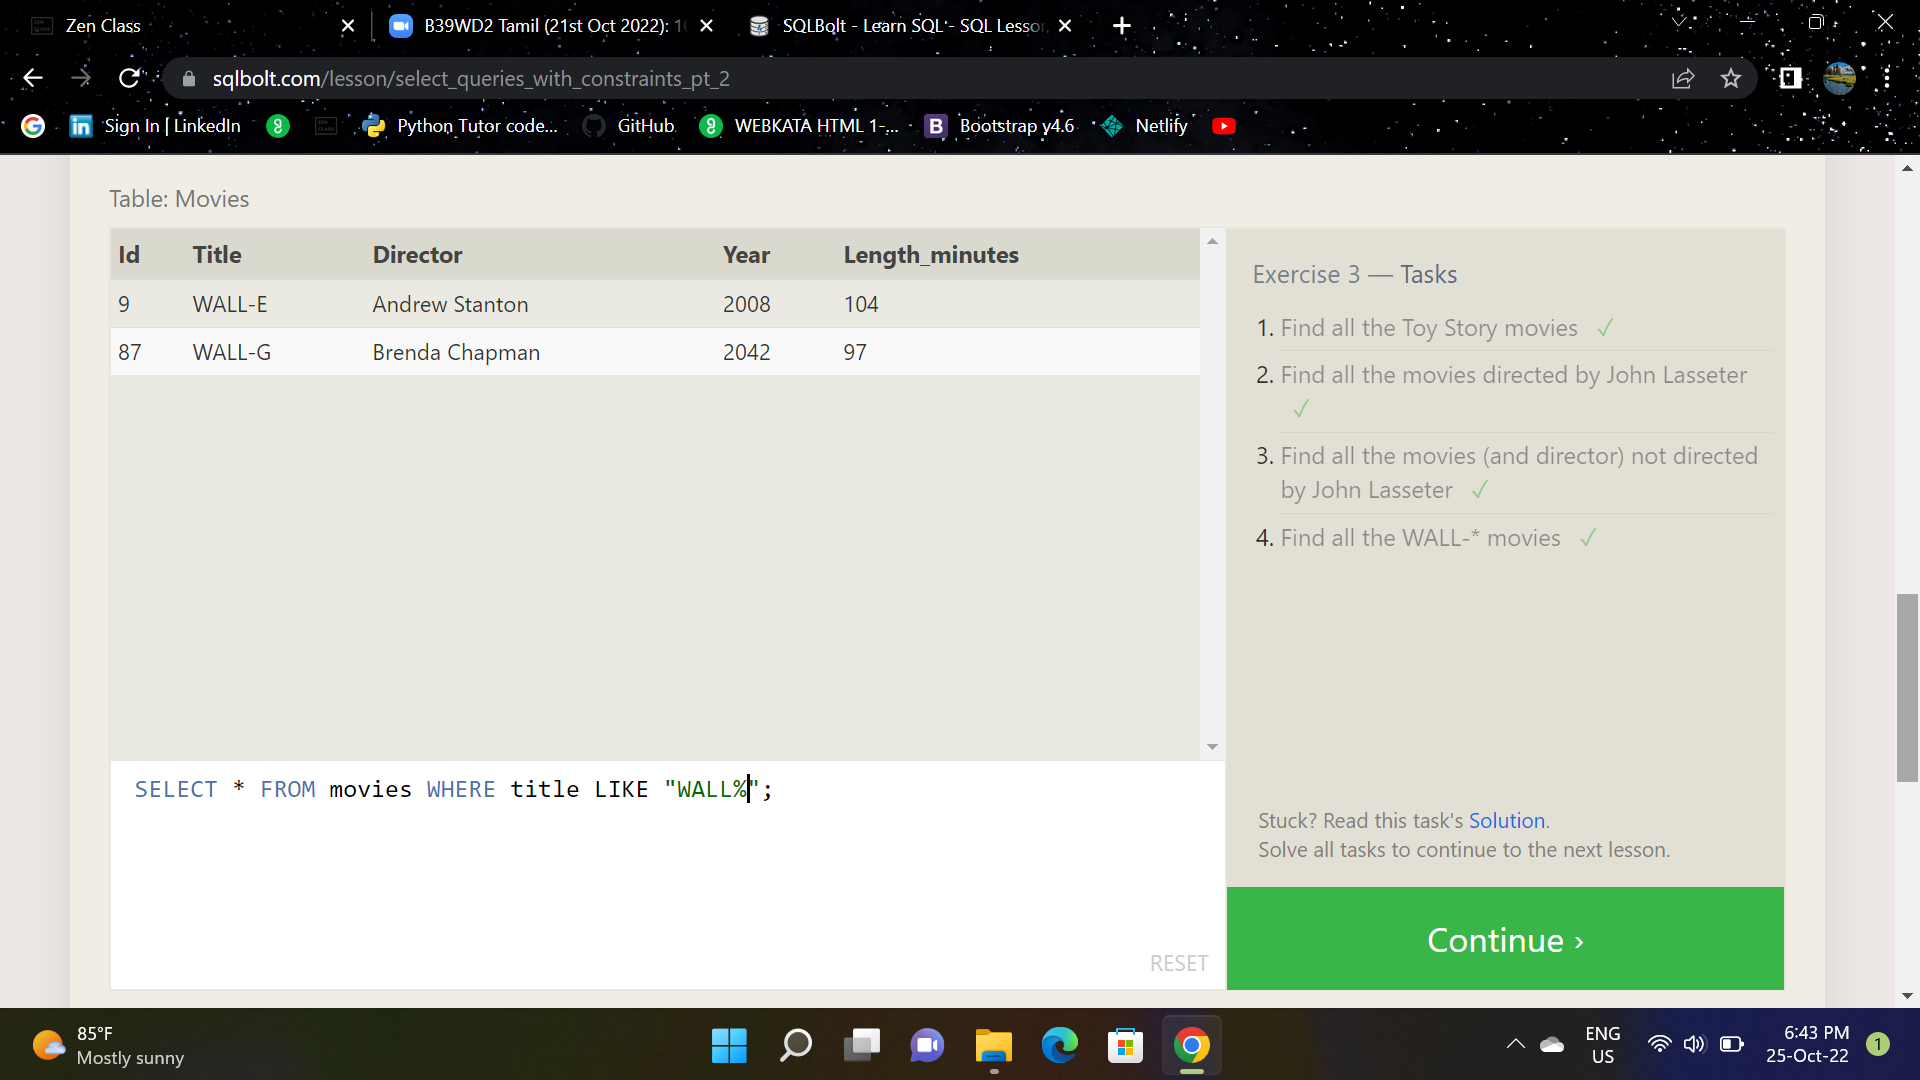 Zen Class
B39WD2 Tamil (21st Oct 2022):
SQLBolt - Learn SQL - SQL Lesson
sqlbolt.com/lesson/select_queries_with_constraints_pt_2
Sign In | LinkedIn
Python Tutor code...
GitHub
WEBKATA HTML 1-...
B
Bootstrap v4.6
Netlify
Table: Movies
Id Title Director Year Length_minutes
9 WALL-E Andrew Stanton 2008 104
87 WALL-G Brenda Chapman 2042 97
SELECT * FROM movies WHERE title LIKE "WALL%";
RESET
Exercise 3 — Tasks
1. Find all the Toy Story movies ✓
2. Find all the movies directed by John Lasseter
✓
3. Find all the movies (and director) not directed
by John Lasseter ✓
4. Find all the WALL-* movies ✓
Stuck? Read this task's Solution.
Solve all tasks to continue to the next lesson.
Continue ›
85°F
Mostly sunny
ENG
US
6:43 PM
25-Oct-22
1